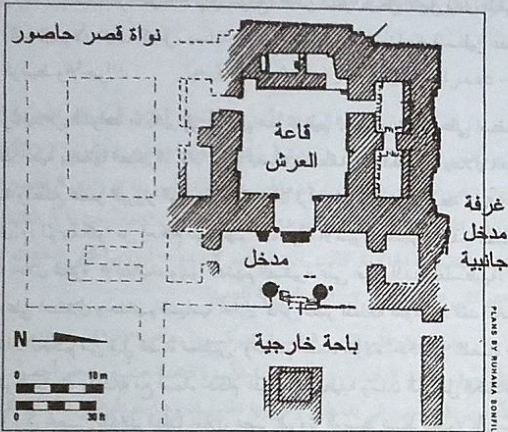 نواة قصر حاصور
قاعة
العرش
غرفة
مدخل
جانبية
مدخل
باحة خارجية
N
0 10 m
0 30 ft
PLANS BY RUHAMA BONFIL